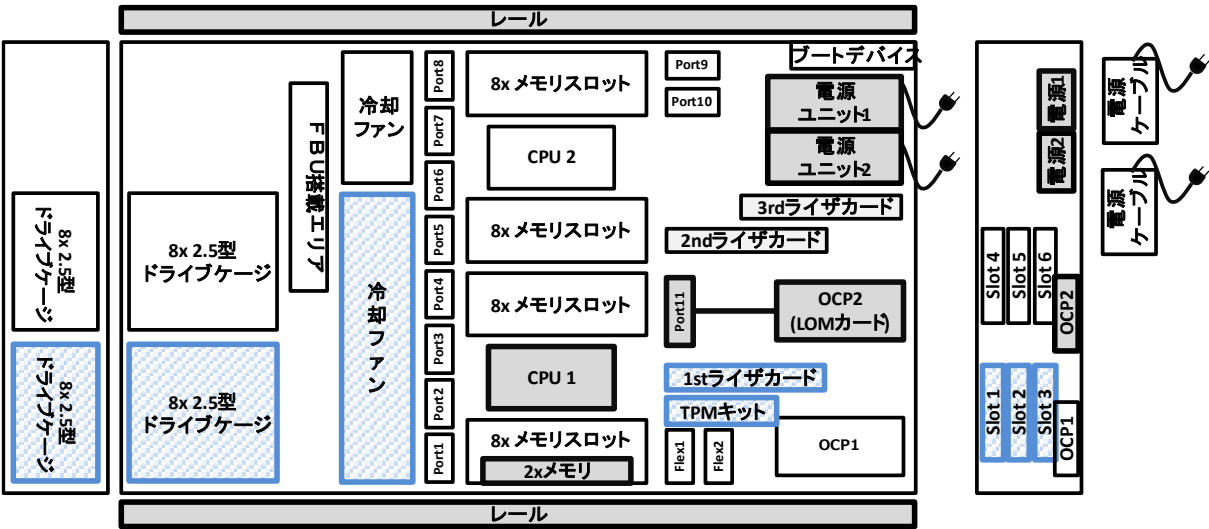 レール
8x 2.5型
ドライブケージ
8x 2.5型
ドライブケージ
8x 2.5型
ドライブケージ
8x 2.5型
ドライブケージ
FBU搭載エリア
冷却
ファン
冷却ファン
Port8
Port7
Port6
Port5
Port4
Port3
Port2
Port1
8x メモリスロット
CPU 2
8x メモリスロット
8x メモリスロット
CPU 1
8x メモリスロット
2xメモリ
Port9
Port10
ブートデバイス
電源
ユニット1
電源
ユニット2
3rdライザカード
2ndライザカード
Port11
OCP2
(LOMカード)
1stライザカード
TPMキット
Flex1
Flex2
OCP1
電源1
電源2
Slot 4
Slot 5
Slot 6
OCP2
Slot 1
Slot 2
Slot 3
OCP1
電源
ケーブル
電源
ケーブル
レール